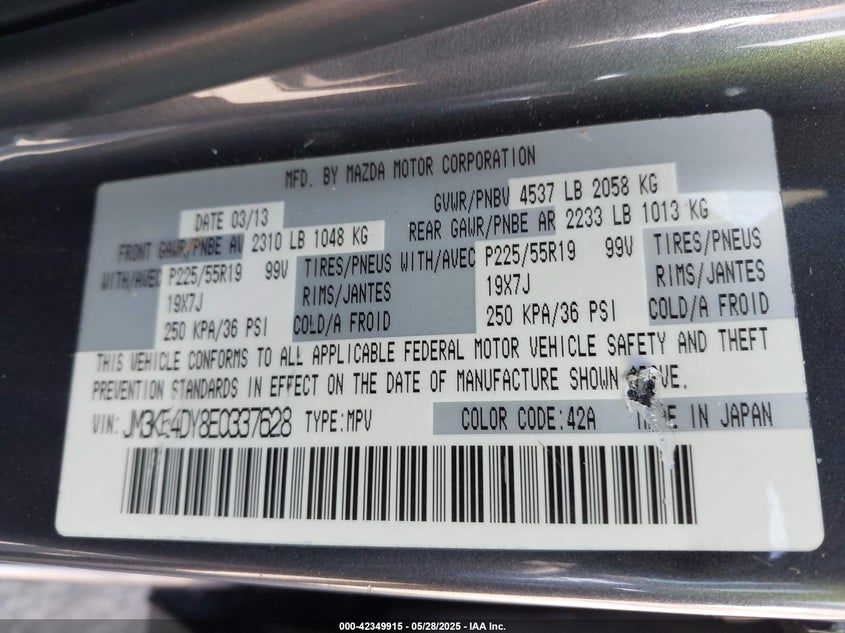 MFD. BY MAZDA MOTOR CORPORATION
DATE 03/13 GVWR/PNBV 4537 LB 2058 KG
FRONT GAWR/PNBE AV 2310 LB 1048 KG REAR GAWR/PNBE AR 2233 LB 1013 KG
WITH/AVEC P225/55R19 99V TIRES/PNEUS WITH/AVEC P225/55R19 99V TIRES/PNEUS
19X7J RIMS/JANTES 19X7J RIMS/JANTES
250 KPA/36 PSI COLD/A FROID 250 KPA/36 PSI COLD/A FROID
THIS VEHICLE CONFORMS TO ALL APPLICABLE FEDERAL MOTOR VEHICLE SAFETY AND THEFT
PREVENTION STANDARDS IN EFFECT ON THE DATE OF MANUFACTURE SHOWN
VIN: JM3KE4DY8E0337628 TYPE:MPV COLOR CODE:42A IN JAPAN
000-42349915 - 05/28/2025 - IAA Inc.